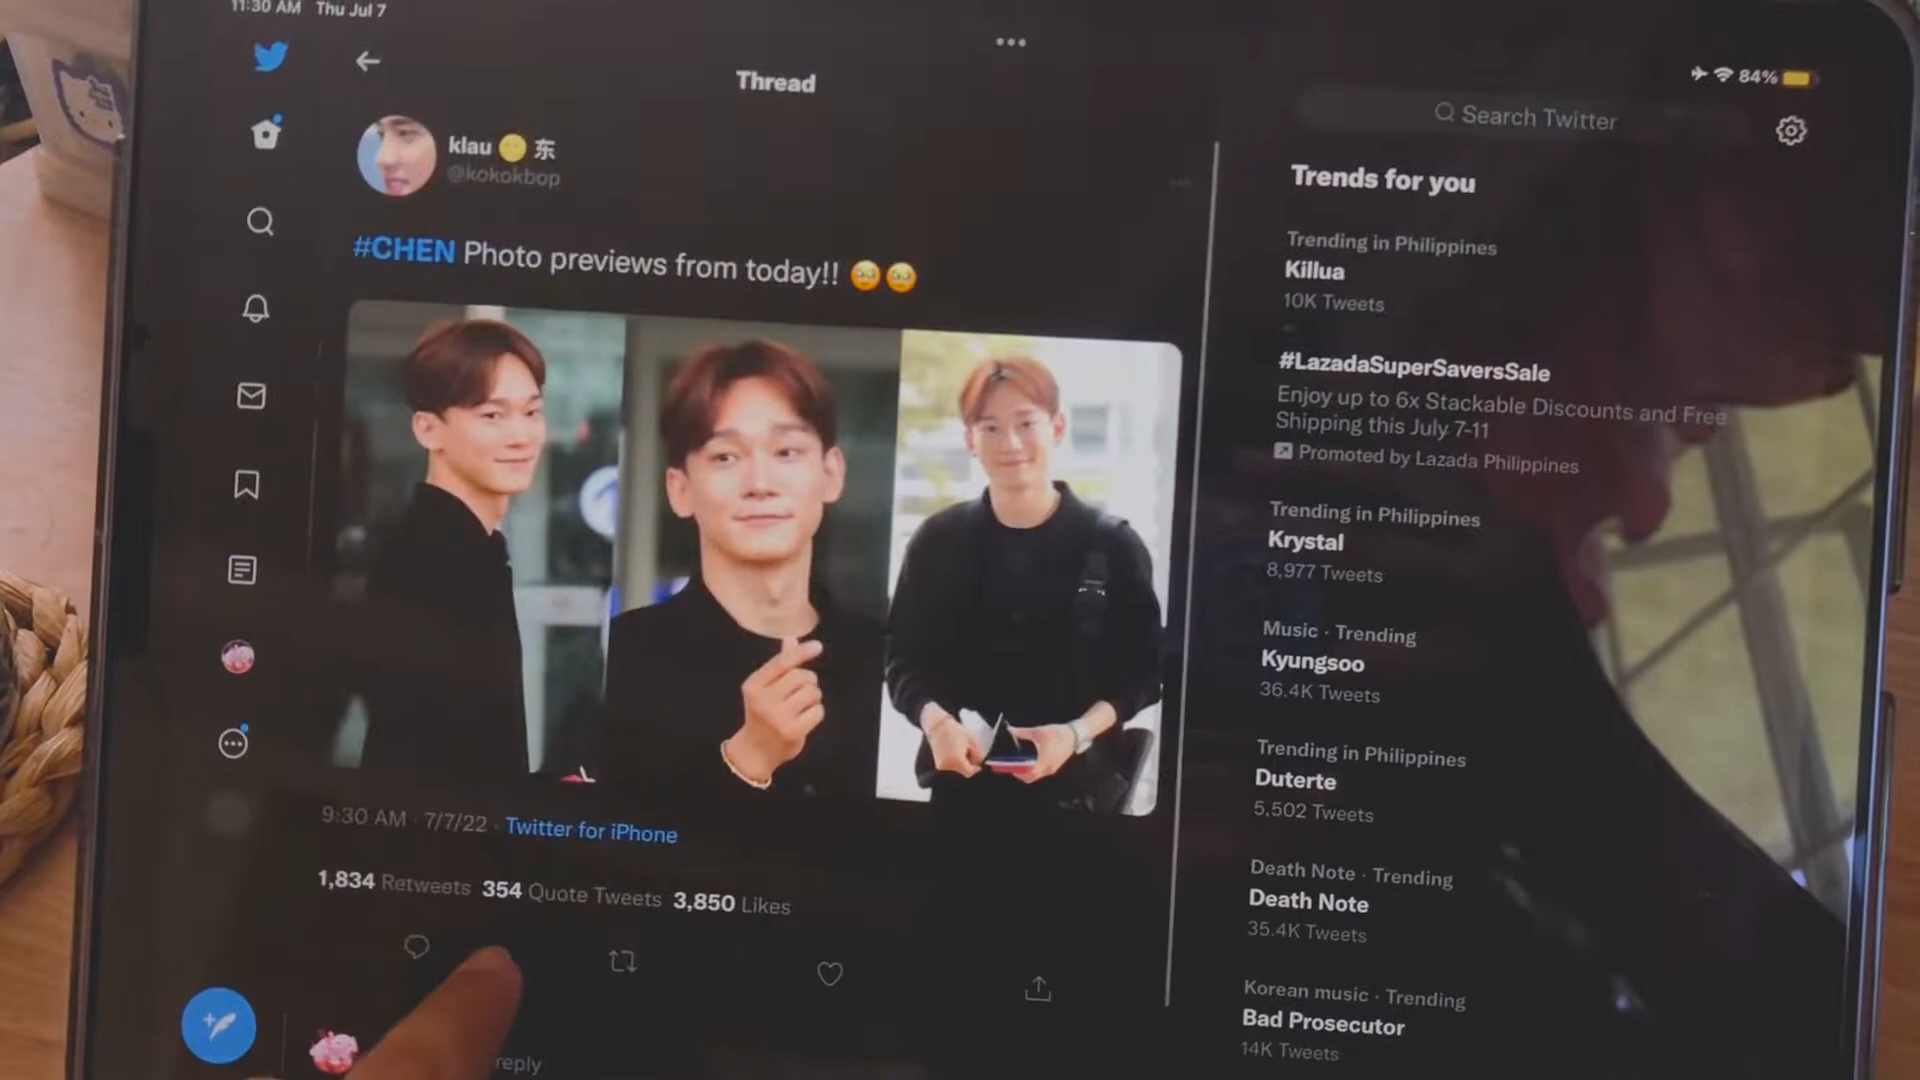 11:30 AM Thu Jul 7
84%
Thread
Search Twitter
klau 东
@kokokbop
#CHEN Photo previews from today!! 🥹🥹
9:30 AM · 7/7/22 · Twitter for iPhone
1,834 Retweets 354 Quote Tweets 3,850 Likes
reply
Trends for you
Trending in Philippines
Killua
10K Tweets
#LazadaSuperSaversSale
Enjoy up to 6x Stackable Discounts and Free
Shipping this July 7-11
Promoted by Lazada Philippines
Trending in Philippines
Krystal
8,977 Tweets
Music · Trending
Kyungsoo
36.4K Tweets
Trending in Philippines
Duterte
5,502 Tweets
Death Note · Trending
Death Note
35.4K Tweets
Korean music · Trending
Bad Prosecutor
14K Tweets